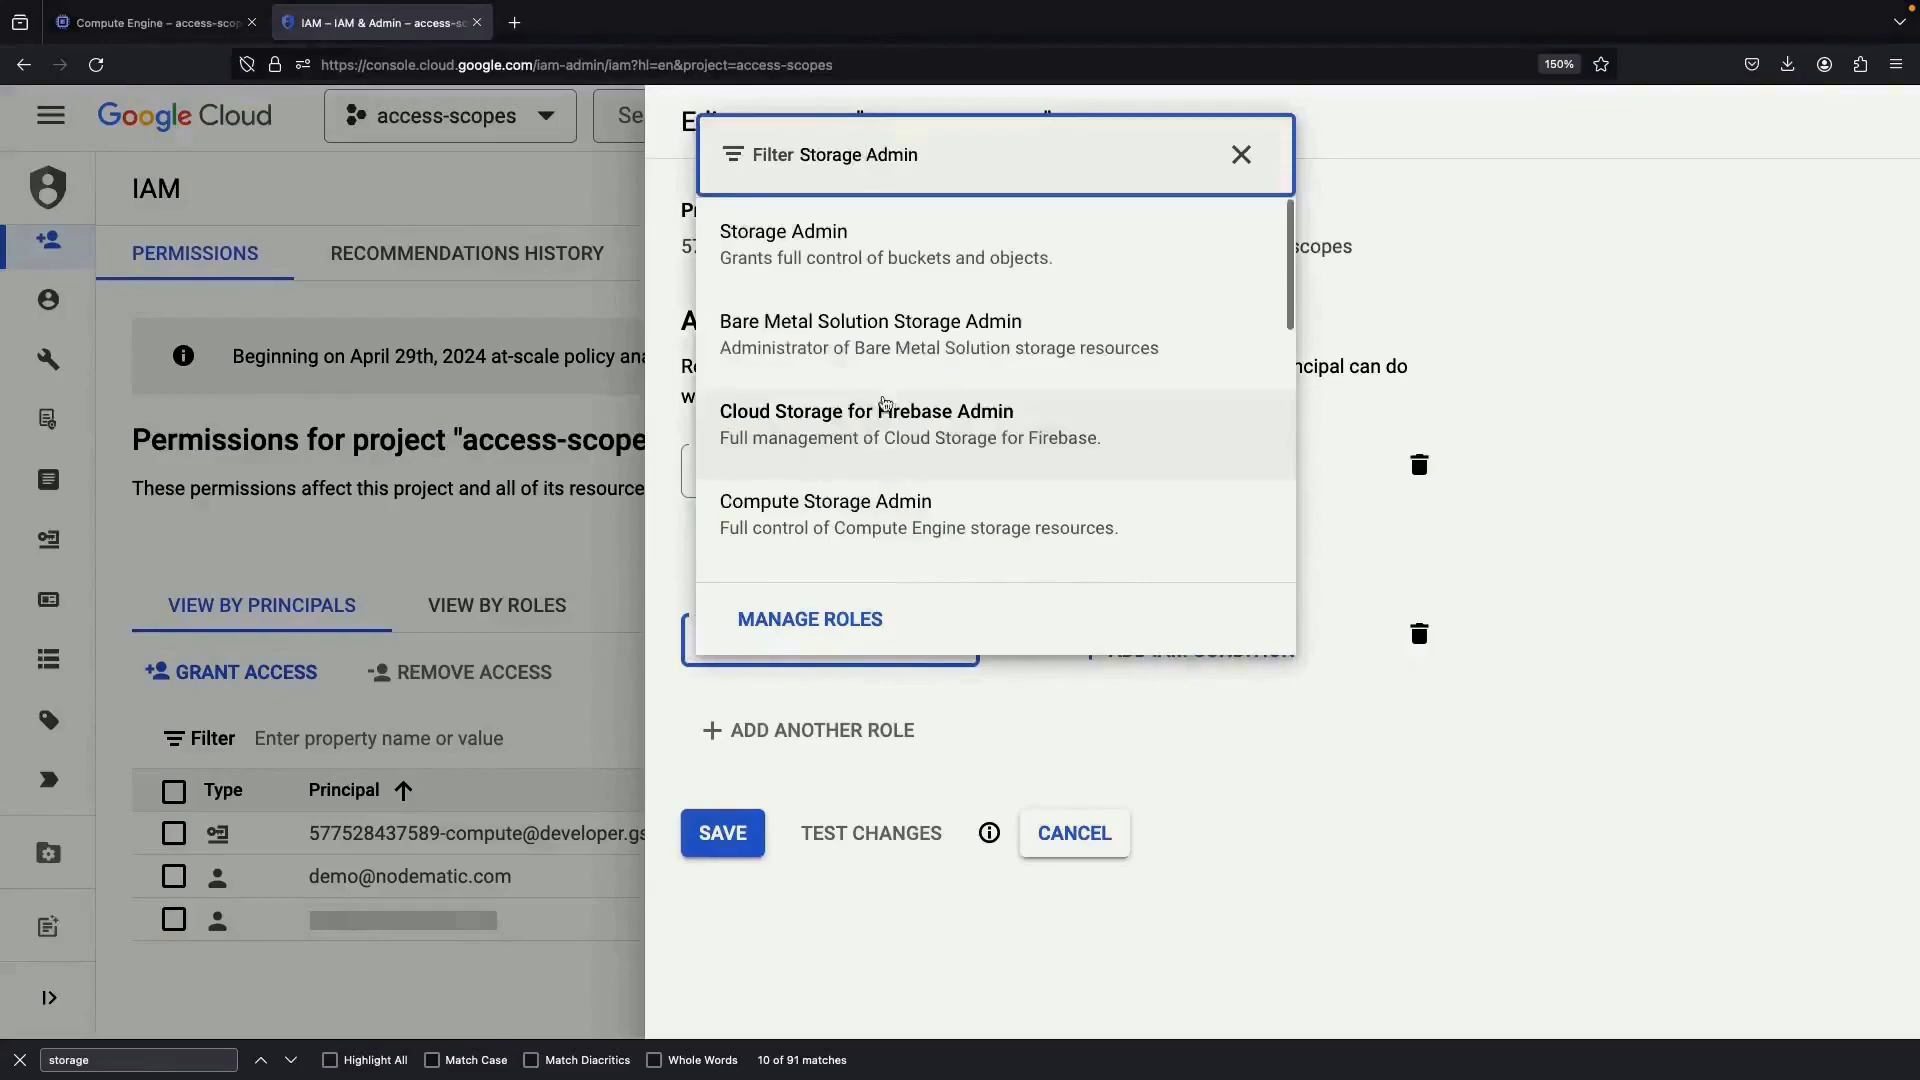 Compute Engine – access-scop
IAM – IAM & Admin – access-sc
https://console.cloud.google.com/iam-admin/iam?hl=en&project=access-scopes
150%
Google Cloud
access-scopes
Se
IAM
PERMISSIONS
RECOMMENDATIONS HISTORY
Beginning on April 29th, 2024 at-scale policy ana
Permissions for project "access-scope
These permissions affect this project and all of its resource
VIEW BY PRINCIPALS
VIEW BY ROLES
GRANT ACCESS
REMOVE ACCESS
Filter Enter property name or value
Type
Principal
577528437589-compute@developer.gs
demo@nodematic.com
Filter Storage Admin
scopes
ncipal can do
Storage Admin
Grants full control of buckets and objects.
Bare Metal Solution Storage Admin
Administrator of Bare Metal Solution storage resources
Cloud Storage for Firebase Admin
Full management of Cloud Storage for Firebase.
Compute Storage Admin
Full control of Compute Engine storage resources.
MANAGE ROLES
ADD ANOTHER ROLE
SAVE
TEST CHANGES
CANCEL
storage
Highlight All
Match Case
Match Diacritics
Whole Words
10 of 91 matches